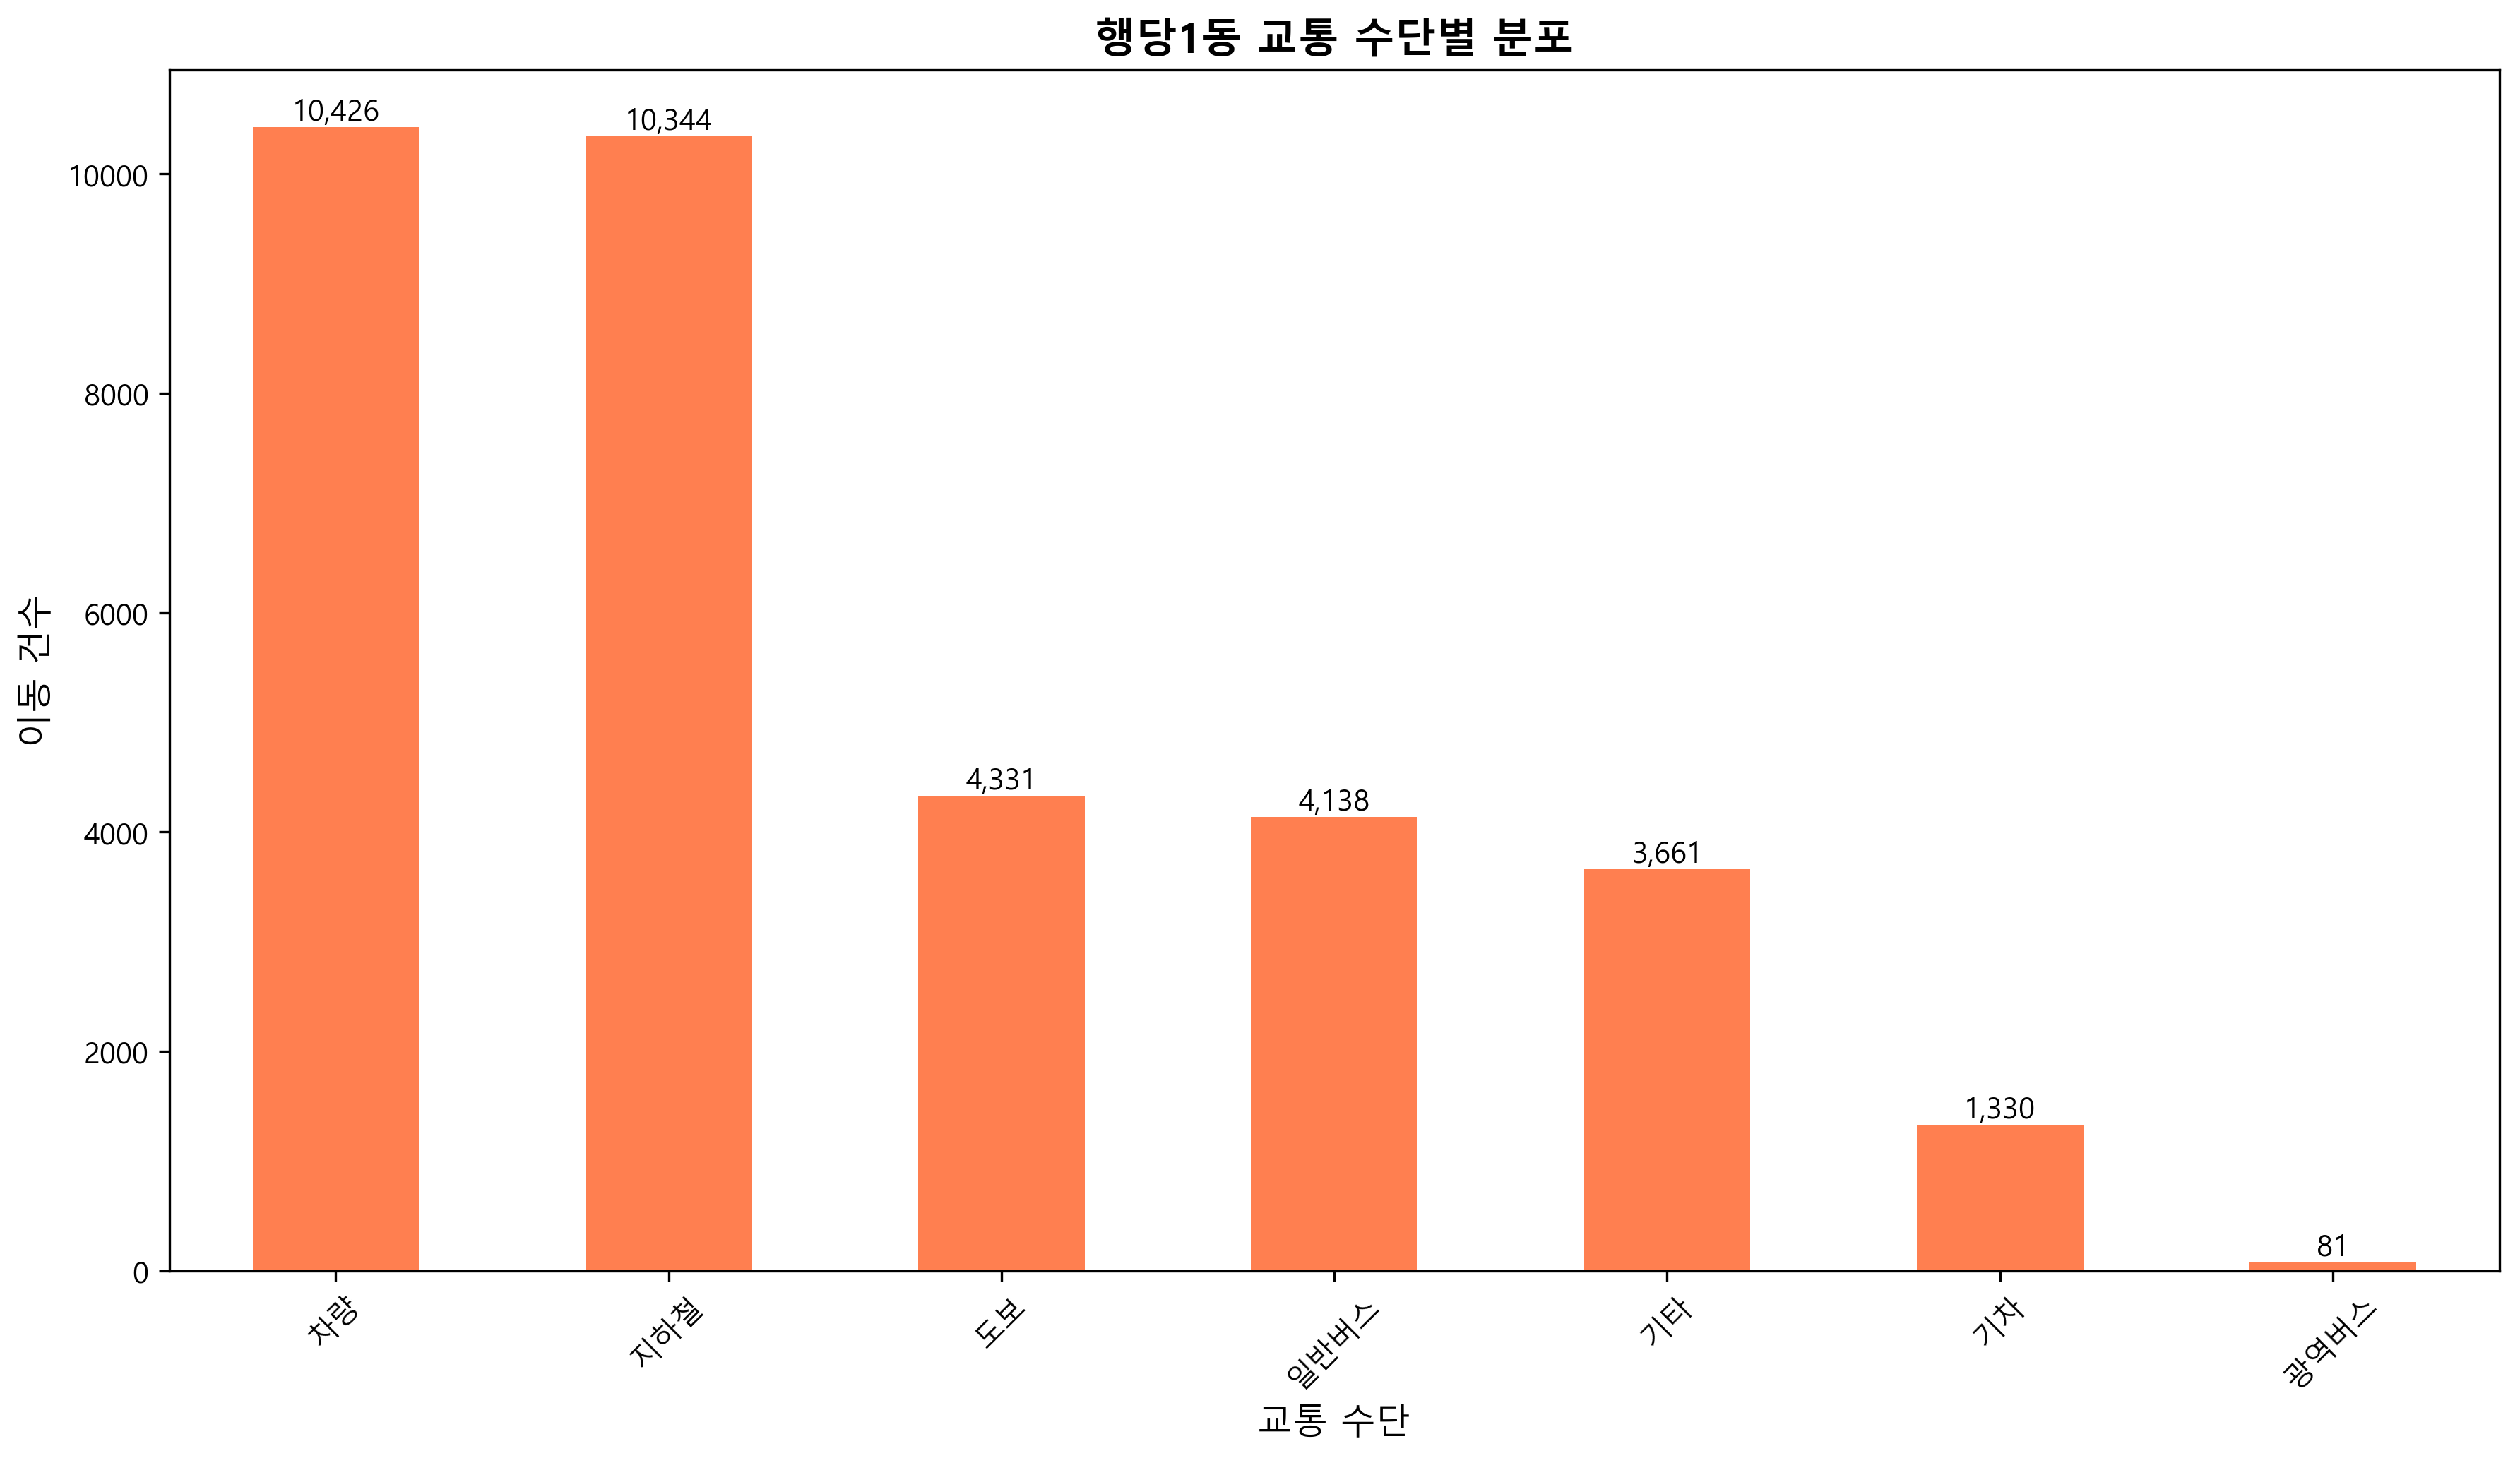 행당1동 교통 수단별 분포
이동 건수
10000
8000
6000
4000
2000
0
10,426
10,344
4,331
4,138
3,661
1,330
81
차량
지하철
도보
일반버스
기타
기차
광역버스
교통 수단